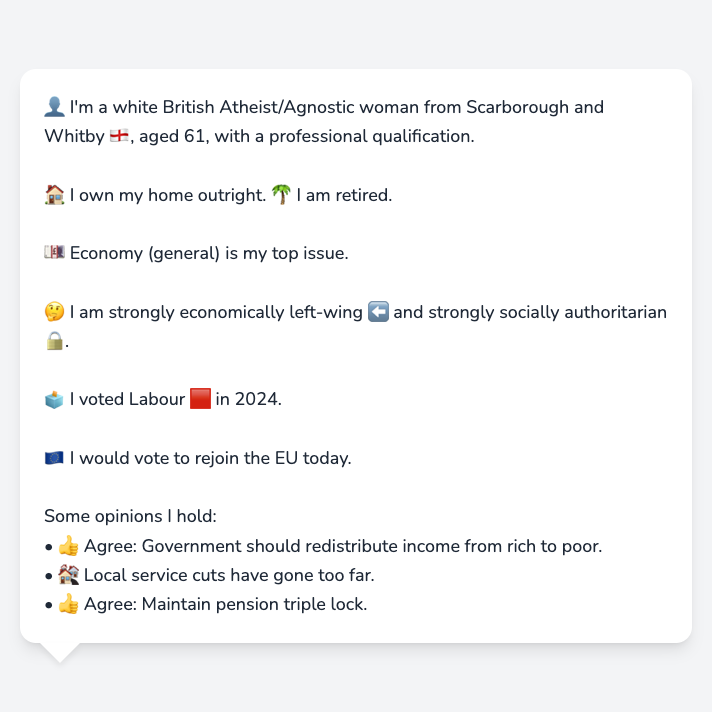 👤 I'm a white British Atheist/Agnostic woman from Scarborough and
Whitby 🏴󠁧󠁢󠁥󠁮󠁧󠁿, aged 61, with a professional qualification.
🏠 I own my home outright. 🌴 I am retired.
💷 Economy (general) is my top issue.
🤔 I am strongly economically left-wing ⬅️ and strongly socially authoritarian
🔒.
🗳️ I voted Labour 🟥 in 2024.
🇪🇺 I would vote to rejoin the EU today.
Some opinions I hold:
• 👍 Agree: Government should redistribute income from rich to poor.
• 🏚️ Local service cuts have gone too far.
• 👍 Agree: Maintain pension triple lock.